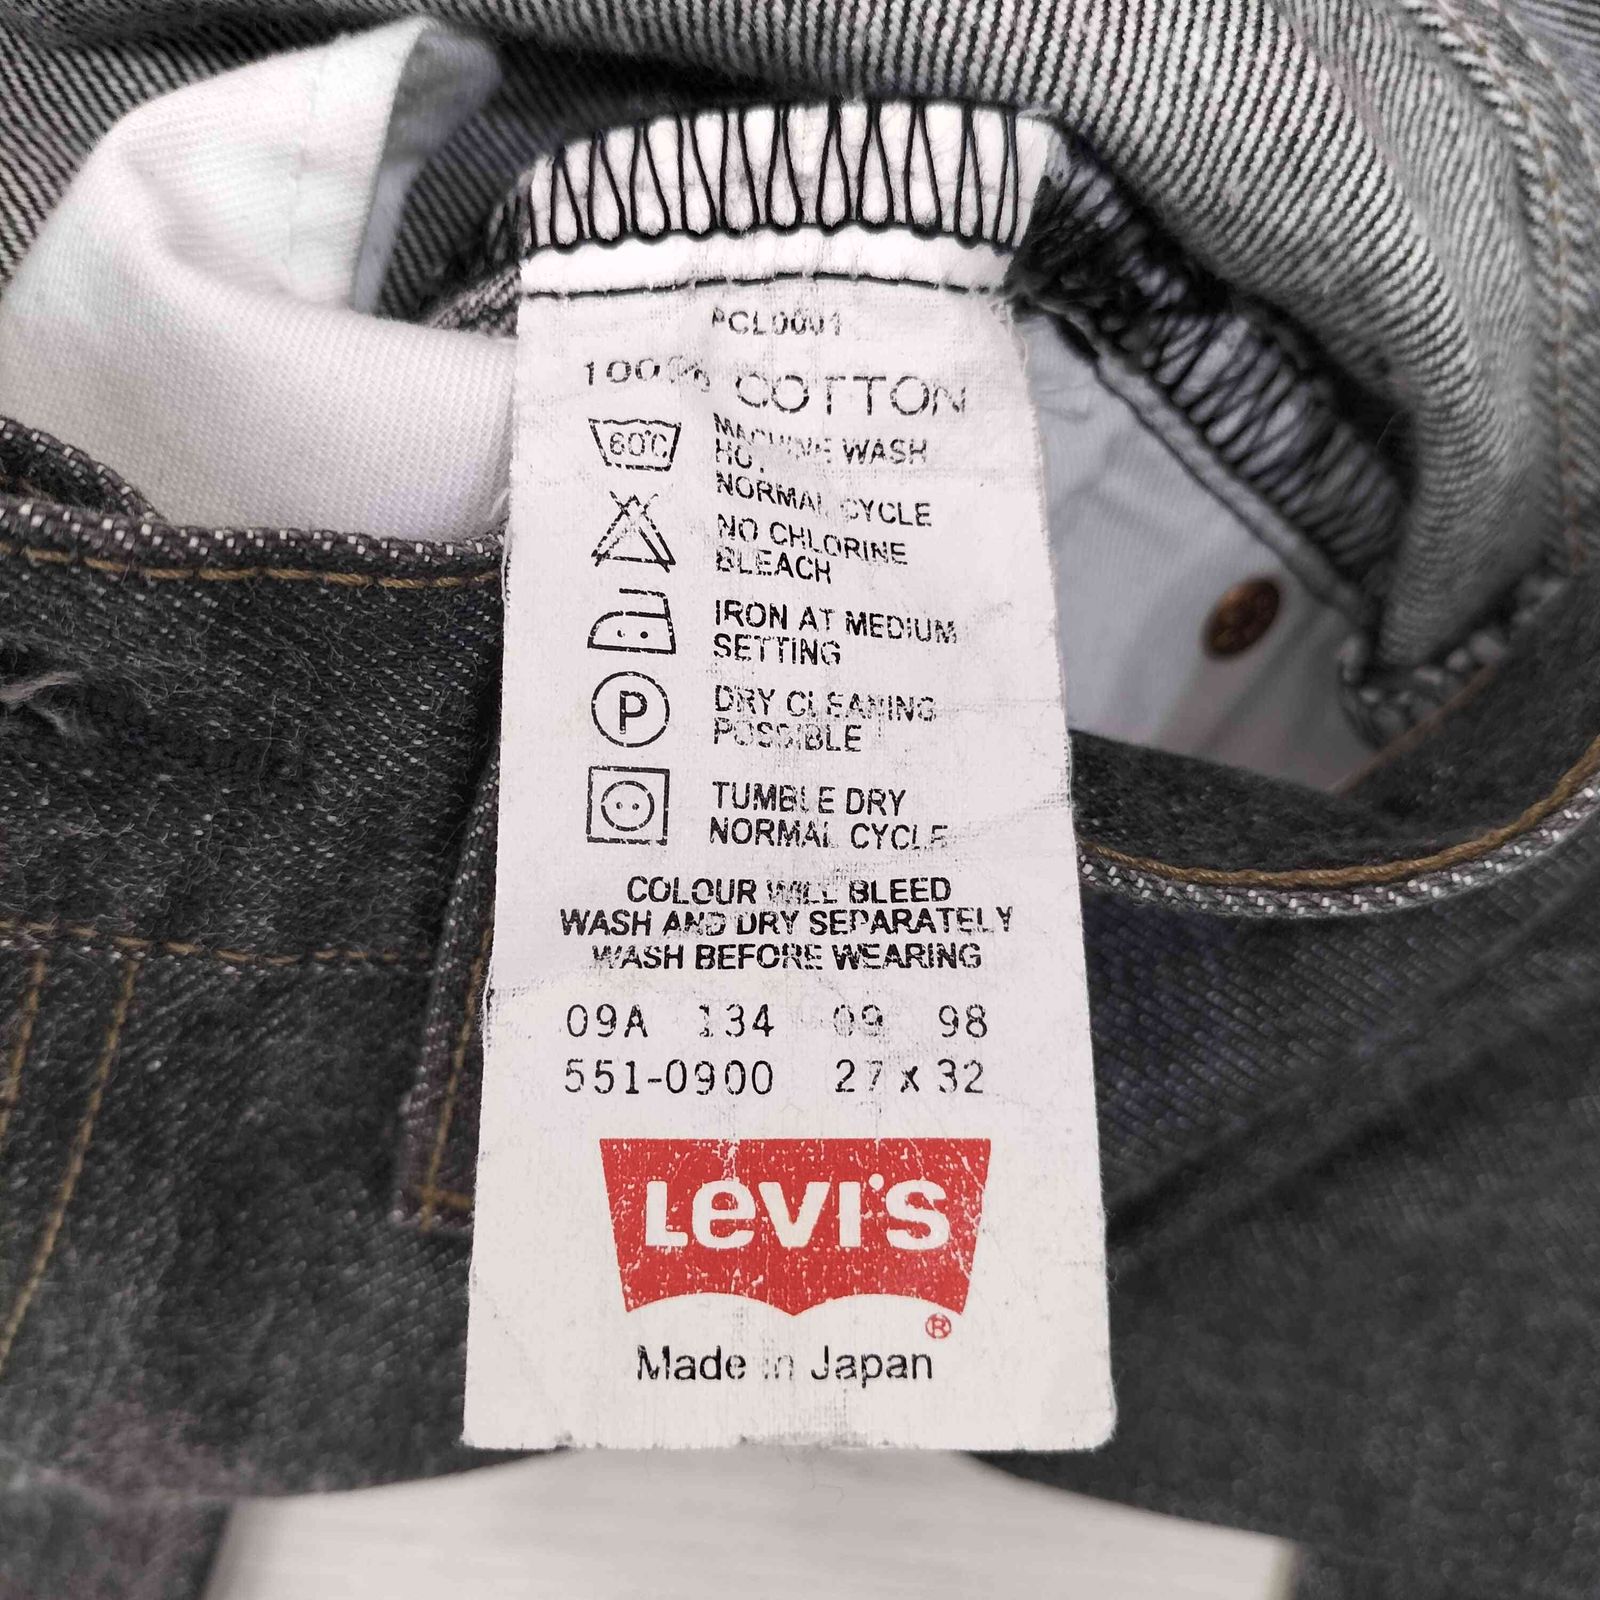 PCL0001
100% COTTON
60°C
MACHINE WASH
HOT
NORMAL CYCLE
NO CHLORINE
BLEACH
IRON AT MEDIUM
SETTING
P
DRY CLEANING
POSSIBLE
TUMBLE DRY
NORMAL CYCLE
COLOUR WILL BLEED
WASH AND DRY SEPARATELY
WASH BEFORE WEARING
09A 134 09 98
551-0900 27 x 32
LEVI'S
®
Made in Japan